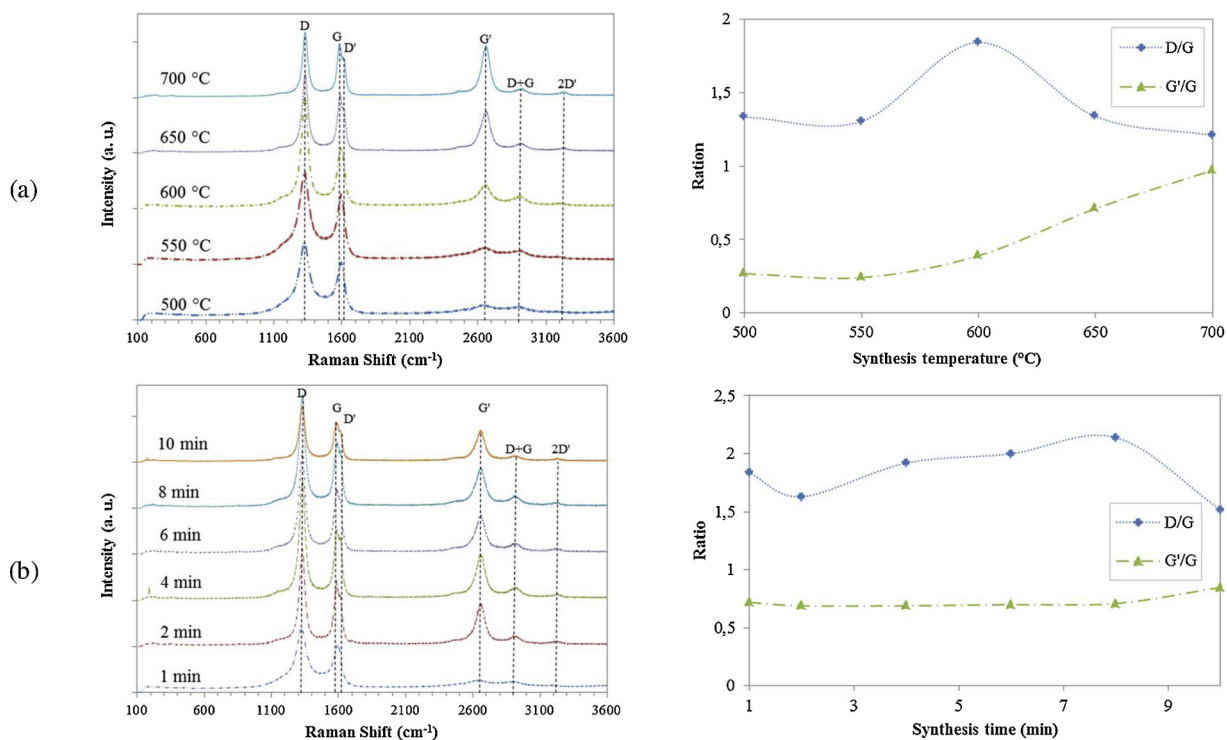 (a)
Intensity (a. u.)
D
G
D'
G'
D+G
2D'
700 °C
650 °C
600 °C
550 °C
500 °C
100 600 1100 1600 2100 2600 3100 3600
Raman Shift (cm⁻¹)
Ration
2
1,5
1
0,5
0
500 550 600 650 700
Synthesis temperature (°C)
D/G
G'/G
(b)
Intensity (a. u.)
D
G
D'
G'
D+G
2D'
10 min
8 min
6 min
4 min
2 min
1 min
100 600 1100 1600 2100 2600 3100 3600
Raman Shift (cm⁻¹)
Ratio
2,5
2
1,5
1
0,5
0
1 3 5 7 9
Synthesis time (min)
D/G
G'/G